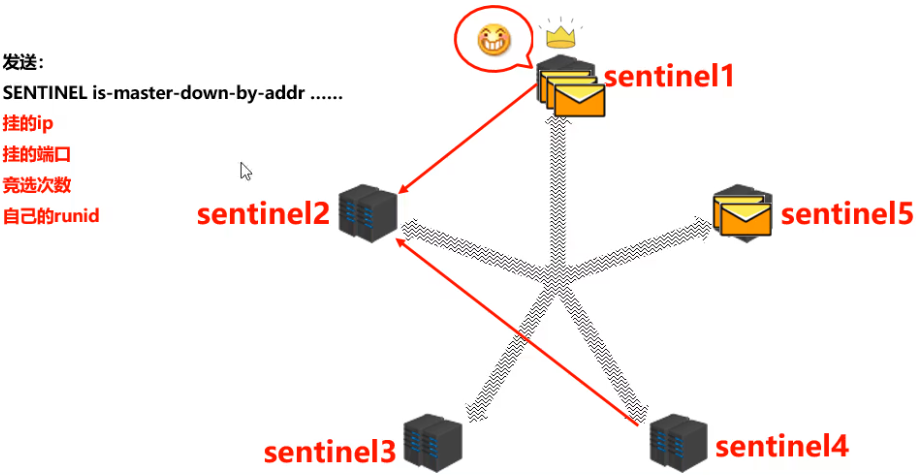 发送：
SENTINEL is-master-down-by-addr ……
挂的ip
挂的端口
竞选次数
自己的runid
sentinel1
sentinel2
sentinel5
sentinel3
sentinel4